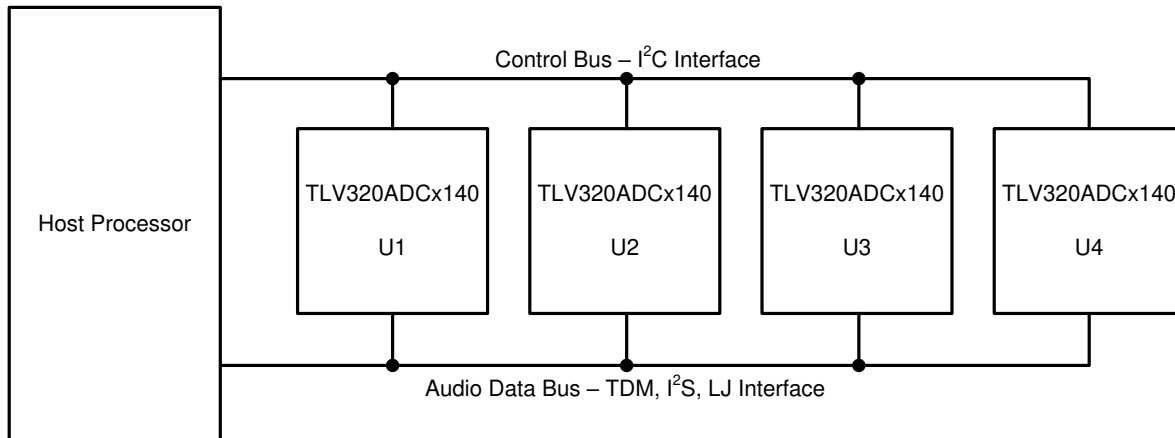 Control Bus – I²C Interface
TLV320ADCx140 TLV320ADCx140 TLV320ADCx140 TLV320ADCx140
Host Processor
U1 U2 U3 U4
Audio Data Bus – TDM, I²S, LJ Interface